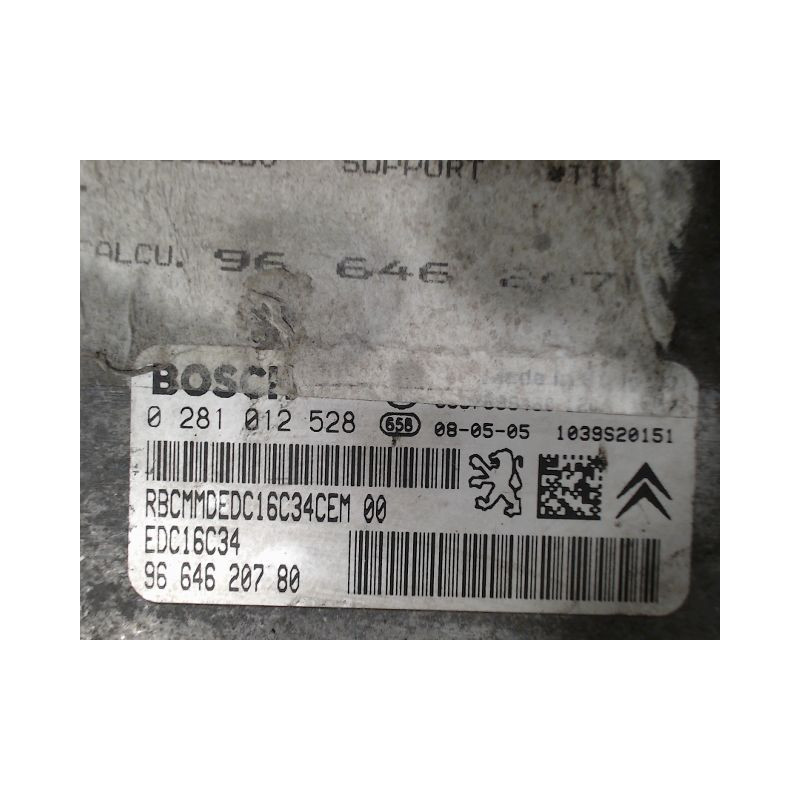 SUPPORT
ALCU. 96 646 207
BOSCH
0 281 012 528 658 08-05-05 1039S20151
RBCMMDEDC16C34CEM 00
EDC16C34
96 646 207 80